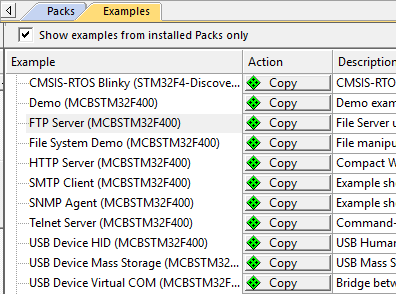 Packs Examples
Show examples from installed Packs only
Example Action Description
CMSIS-RTOS Blinky (STM32F4-Discove... Copy CMSIS-RTOS
Demo (MCBSTM32F400) Copy Demo exam
FTP Server (MCBSTM32F400) Copy File Server u
File System Demo (MCBSTM32F400) Copy File manipu
HTTP Server (MCBSTM32F400) Copy Compact W
SMTP Client (MCBSTM32F400) Copy Example sho
SNMP Agent (MCBSTM32F400) Copy Example sho
Telnet Server (MCBSTM32F400) Copy Command-
USB Device HID (MCBSTM32F400) Copy USB Human
USB Device Mass Storage (MCBSTM32F... Copy USB Mass S
USB Device Virtual COM (MCBSTM32F... Copy Bridge betw